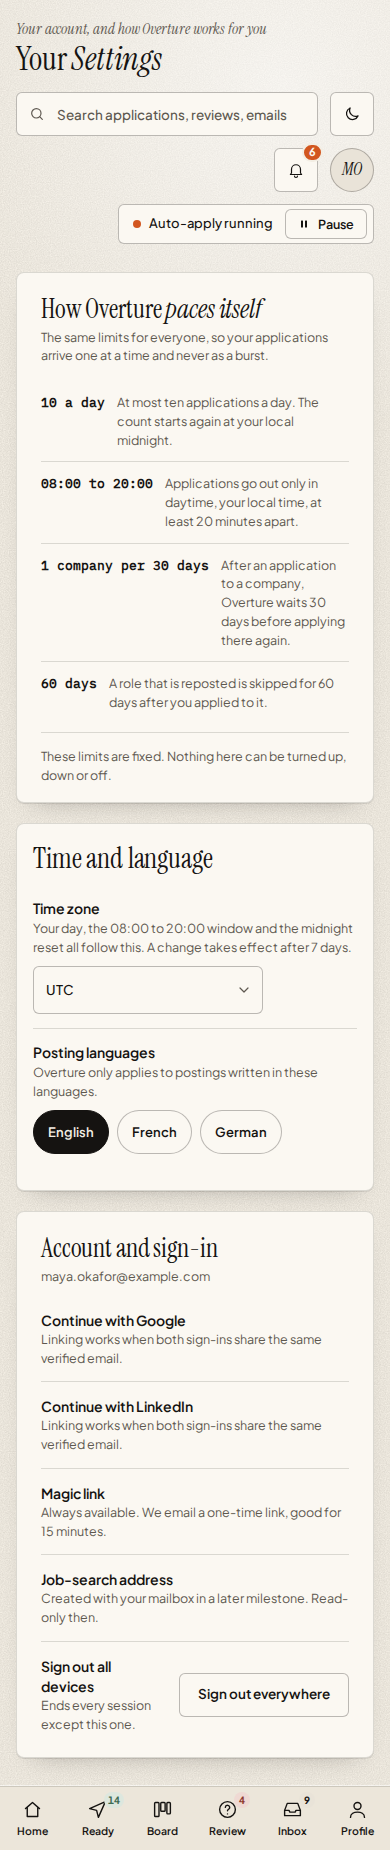 Your account, and how Overture works for you
Your Settings
Search applications, reviews, emails
6
MO
Auto-apply running
Pause
How Overture paces itself
The same limits for everyone, so your applications
arrive one at a time and never as a burst.
10 a day
At most ten applications a day. The
count starts again at your local
midnight.
08:00 to 20:00
Applications go out only in
daytime, your local time, at
least 20 minutes apart.
1 company per 30 days
After an application
to a company,
Overture waits 30
days before applying
there again.
60 days
A role that is reposted is skipped for 60
days after you applied to it.
These limits are fixed. Nothing here can be turned up,
down or off.
Time and language
Time zone
Your day, the 08:00 to 20:00 window and the midnight
reset all follow this. A change takes effect after 7 days.
UTC
Posting languages
Overture only applies to postings written in these
languages.
English
French
German
Account and sign-in
maya.okafor@example.com
Continue with Google
Linking works when both sign-ins share the same
verified email.
Continue with LinkedIn
Linking works when both sign-ins share the same
verified email.
Magic link
Always available. We email a one-time link, good for
15 minutes.
Job-search address
Created with your mailbox in a later milestone. Read-
only then.
Sign out all
devices
Ends every session
except this one.
Sign out everywhere
14
4
9
Home
Ready
Board
Review
Inbox
Profile